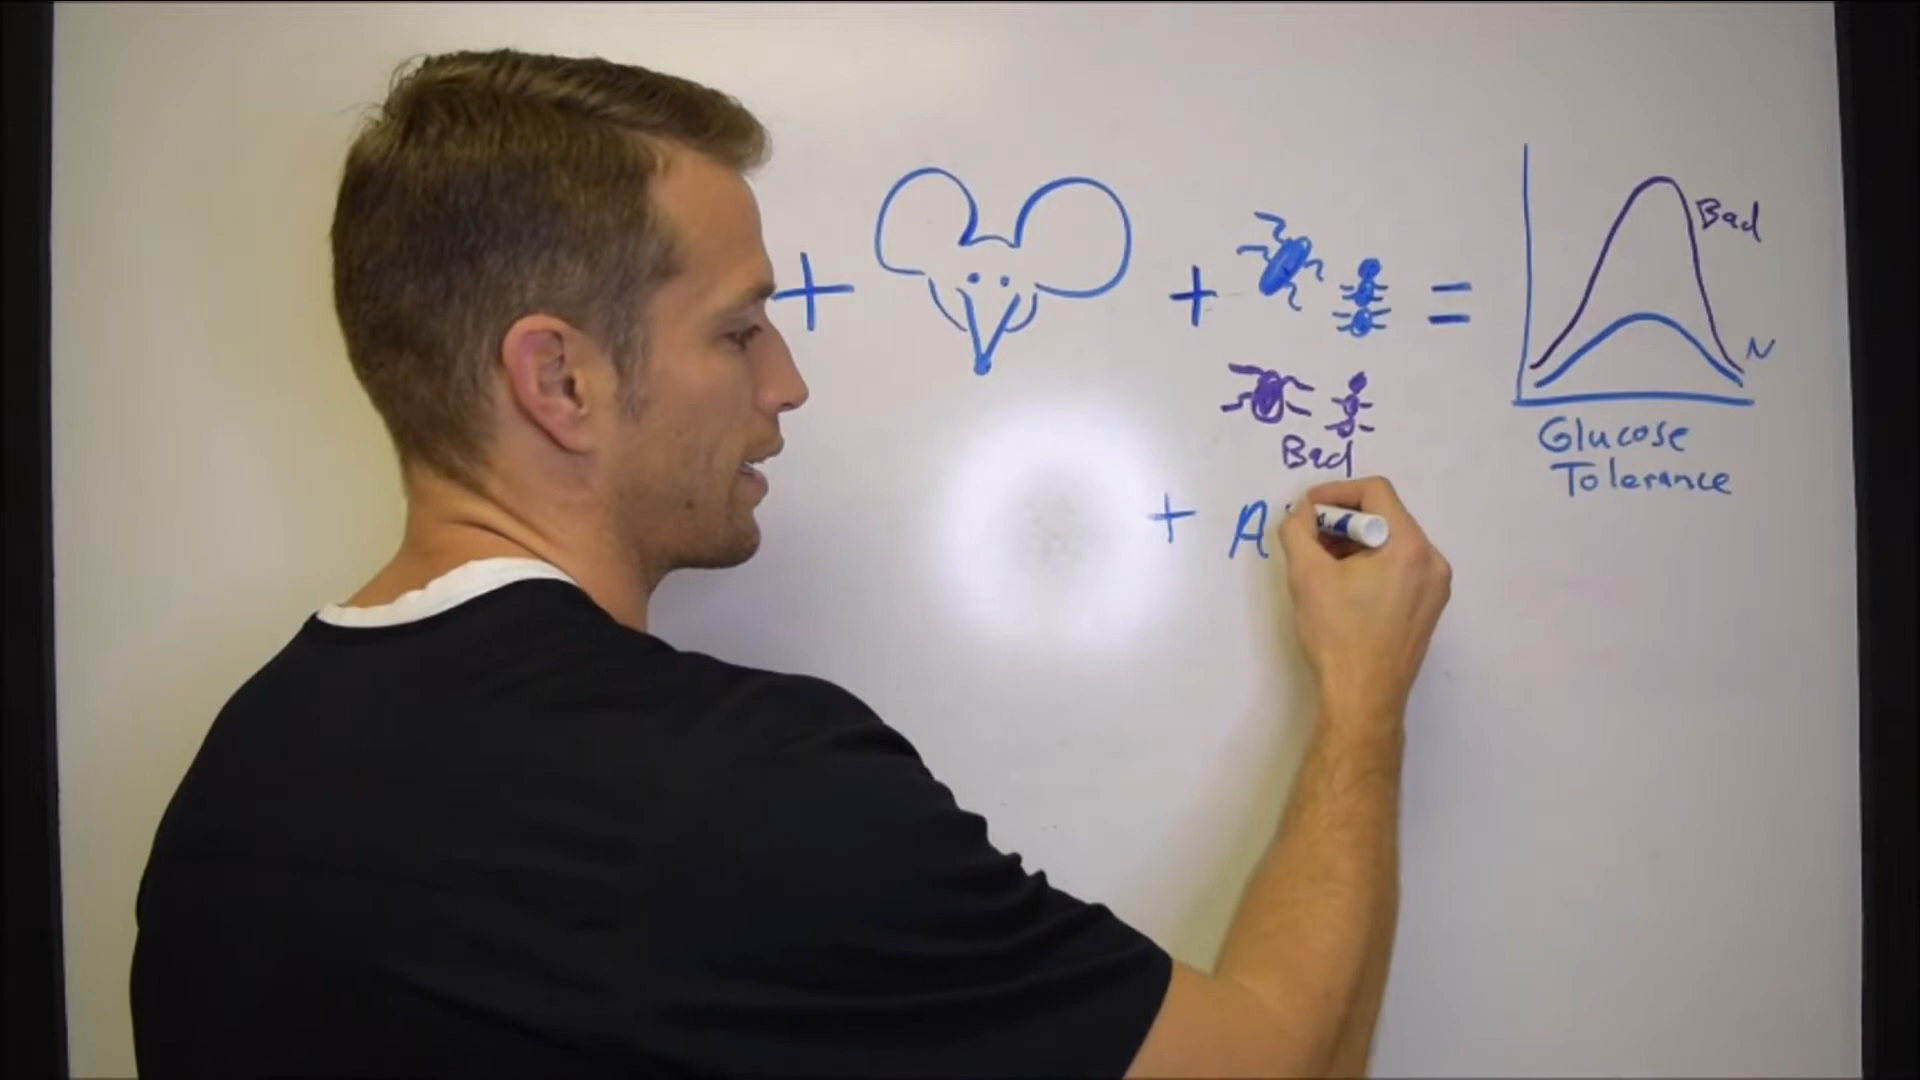 + + =
Bad
N
Bad
Glucose
Tolerance
+ A